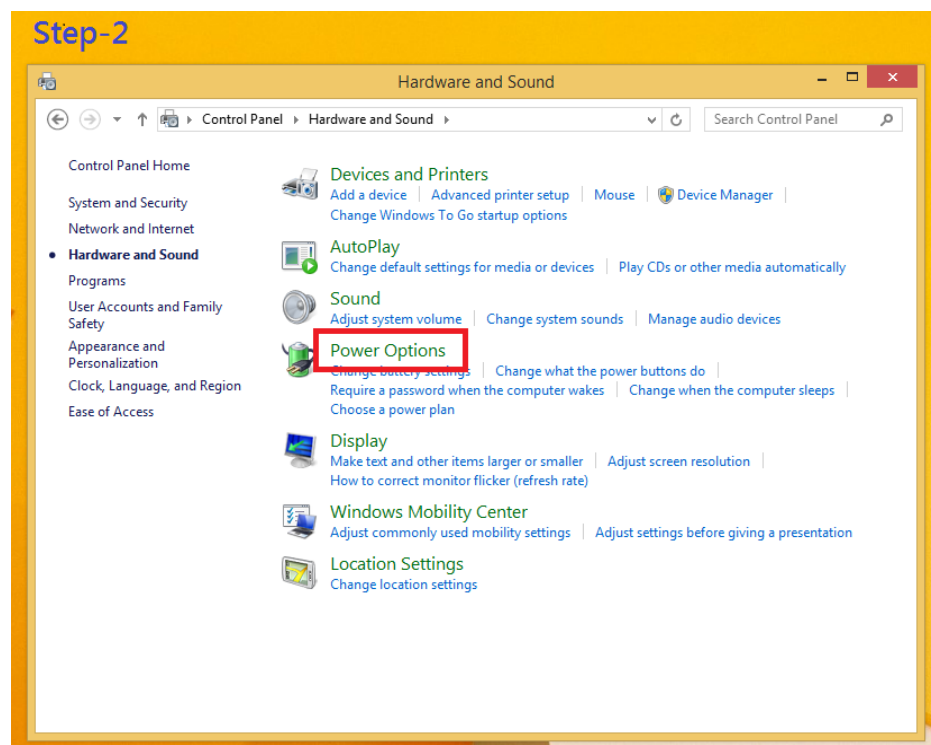 Step-2
Hardware and Sound
Control Panel Hardware and Sound
Search Control Panel
Control Panel Home
System and Security
Network and Internet
Hardware and Sound
Programs
User Accounts and Family
Safety
Appearance and
Personalization
Clock, Language, and Region
Ease of Access
Devices and Printers
Add a device Advanced printer setup Mouse Device Manager
Change Windows To Go startup options
AutoPlay
Change default settings for media or devices Play CDs or other media automatically
Sound
Adjust system volume Change system sounds Manage audio devices
Power Options
Change battery settings Change what the power buttons do
Require a password when the computer wakes Change when the computer sleeps
Choose a power plan
Display
Make text and other items larger or smaller Adjust screen resolution
How to correct monitor flicker (refresh rate)
Windows Mobility Center
Adjust commonly used mobility settings Adjust settings before giving a presentation
Location Settings
Change location settings